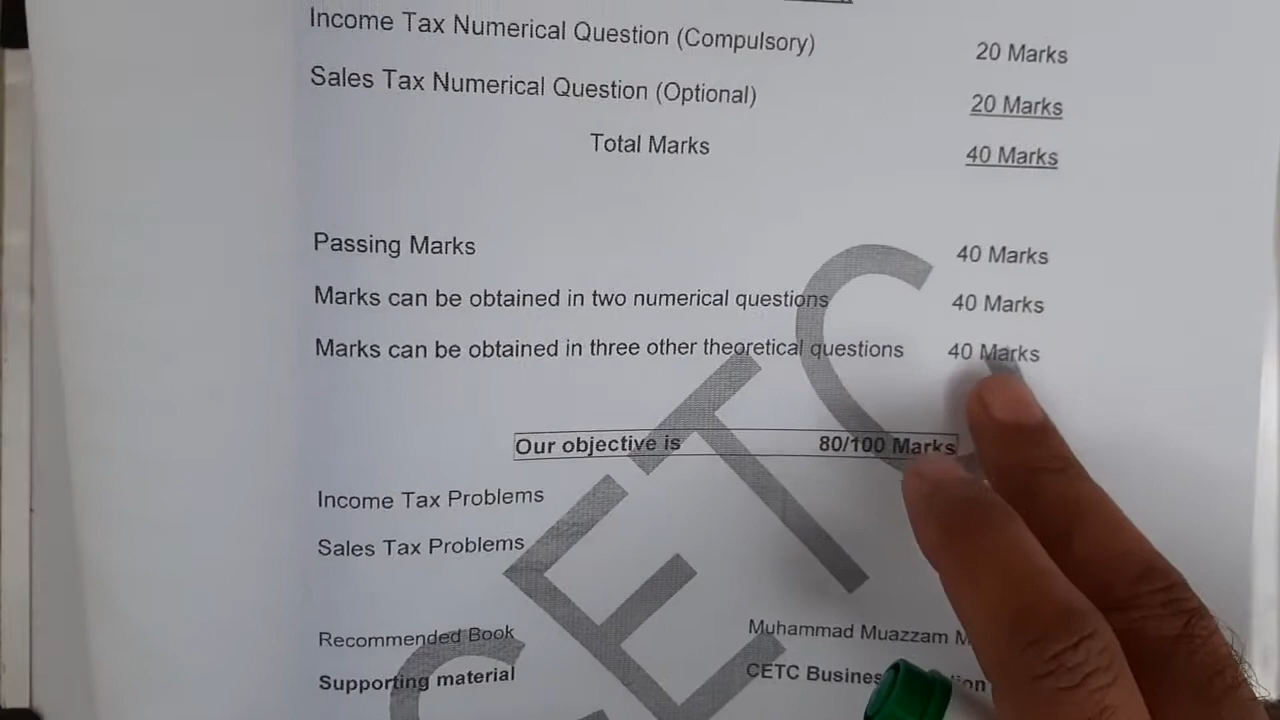 Income Tax Numerical Question (Compulsory) 20 Marks
Sales Tax Numerical Question (Optional) 20 Marks
Total Marks 40 Marks
Passing Marks 40 Marks
Marks can be obtained in two numerical questions 40 Marks
Marks can be obtained in three other theoretical questions 40 Marks
Our objective is 80/100 Marks
Income Tax Problems
Sales Tax Problems
Recommended Book Muhammad Muazzam
Supporting material CETC
CETC